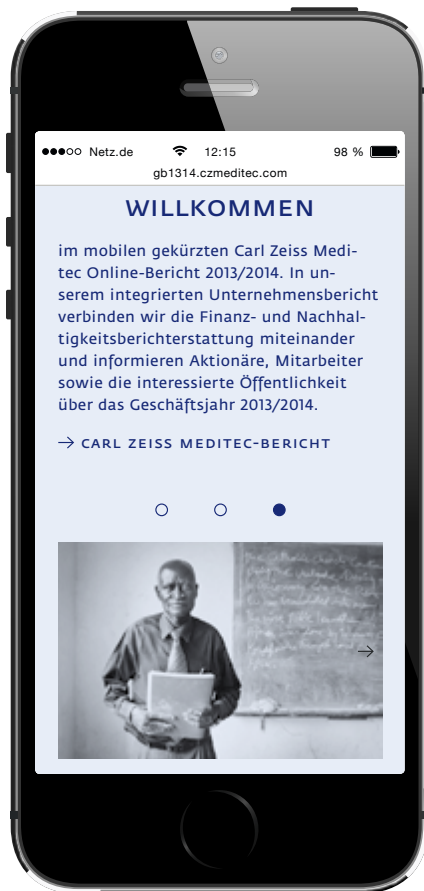 Netz.de 12:15 98 %
gb1314.czmeditec.com
WILLKOMMEN
im mobilen gekürzten Carl Zeiss Medi-
tec Online-Bericht 2013/2014. In un-
serem integrierten Unternehmensbericht
verbinden wir die Finanz- und Nachhal-
tigkeitsberichterstattung miteinander
und informieren Aktionäre, Mitarbeiter
sowie die interessierte Öffentlichkeit
über das Geschäftsjahr 2013/2014.
→ CARL ZEISS MEDITEC-BERICHT